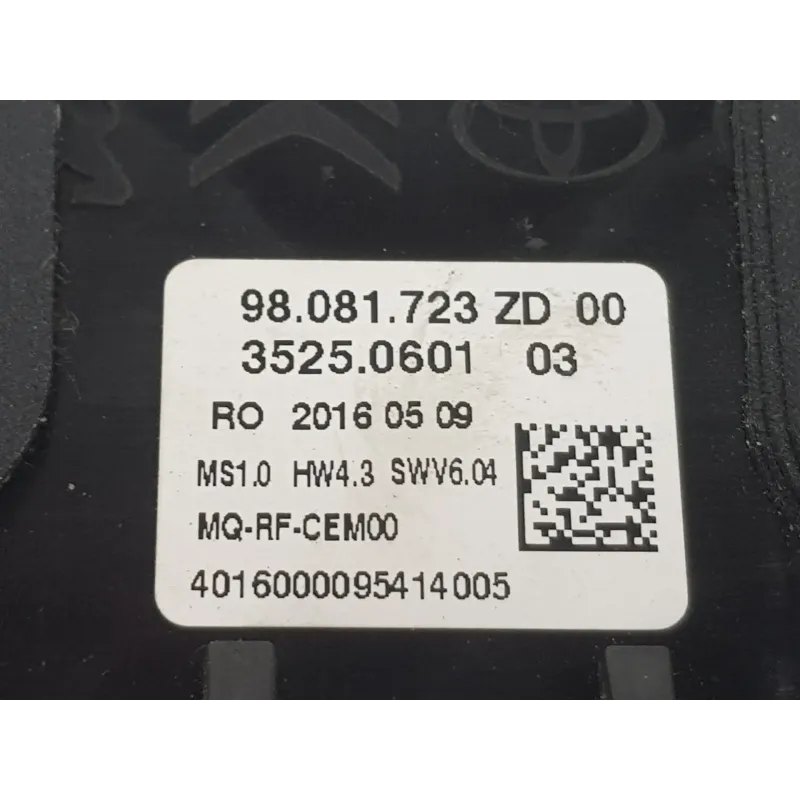 98.081.723 ZD 00
3525.0601 03
RO 2016 05 09
MS1.0 HW4.3 SWV6.04
MQ-RF-CEM00
4016000095414005